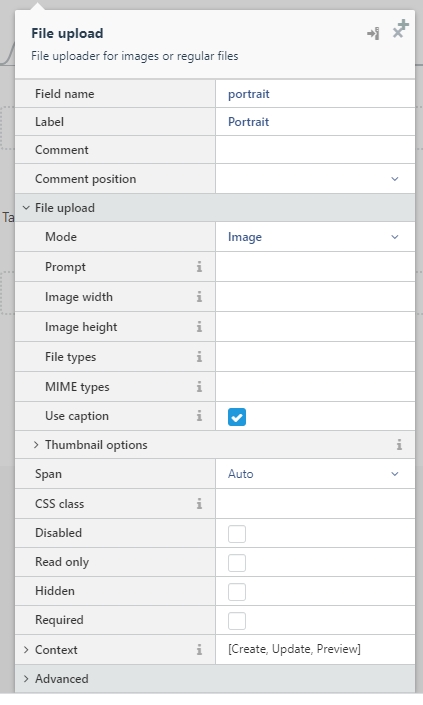 File upload
File uploader for images or regular files
Field name portrait
Label Portrait
Comment
Comment position
Ta
File upload
Mode Image
Prompt
Image width
Image height
File types
MIME types
Use caption
Thumbnail options
Span Auto
CSS class
Disabled
Read only
Hidden
Required
Context [Create, Update, Preview]
Advanced